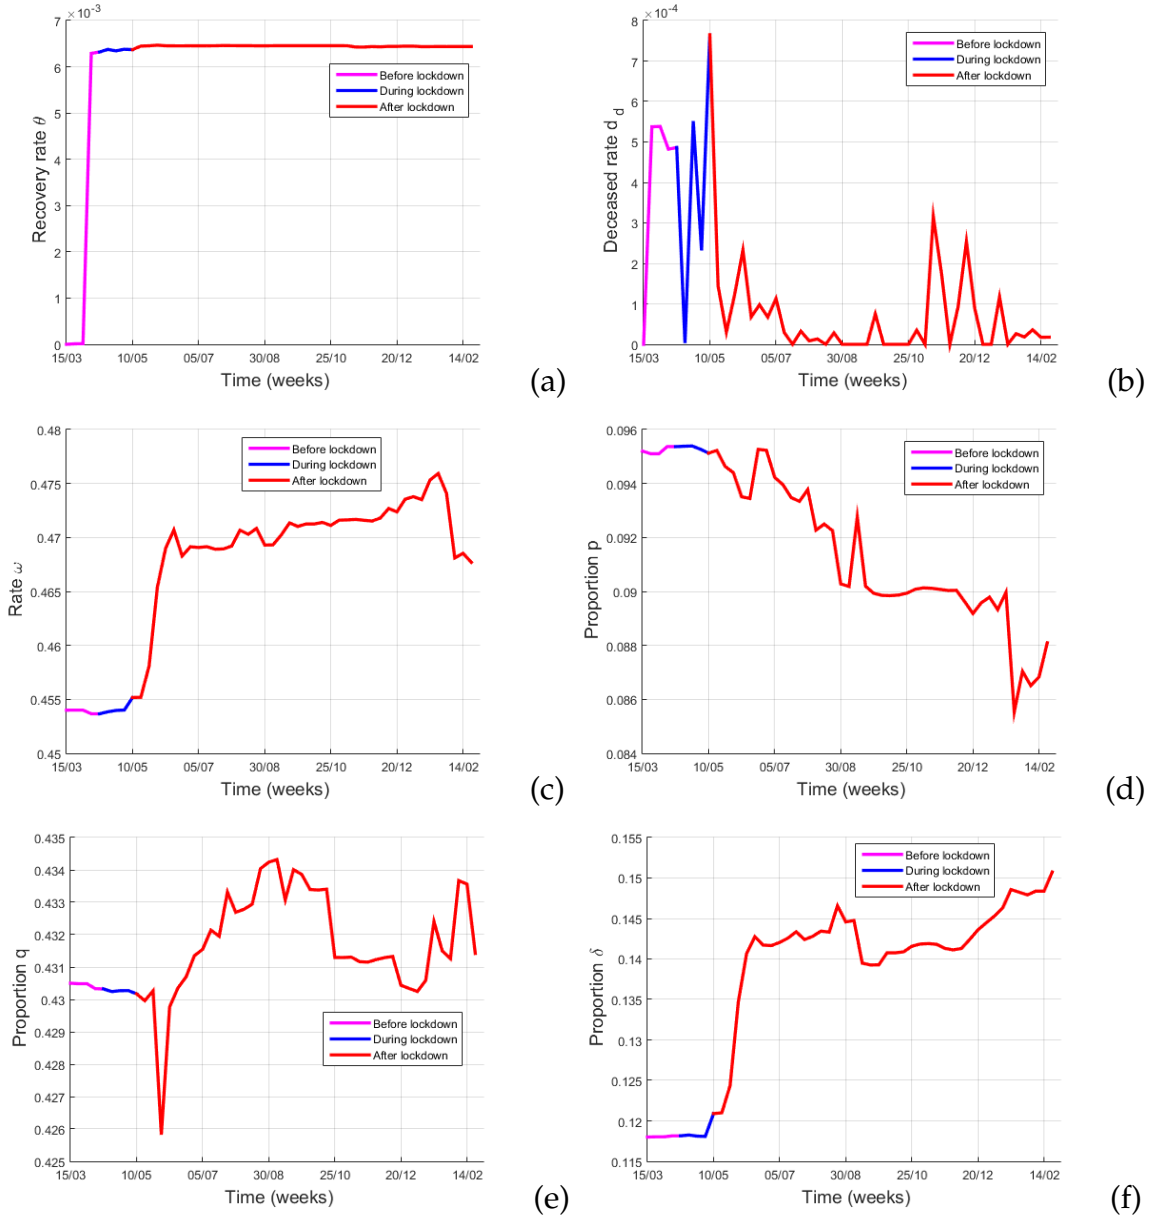 ×10⁻³
7
6
5
4
3
2
1
0
Recovery rate θ
Before lockdown
During lockdown
After lockdown
15/03 10/05 05/07 30/08 25/10 20/12 14/02
Time (weeks)
(a)
×10⁻⁴
8
7
6
5
4
3
2
1
0
Deceased rate d_d
Before lockdown
During lockdown
After lockdown
15/03 10/05 05/07 30/08 25/10 20/12 14/02
Time (weeks)
(b)
0.48
0.475
0.47
0.465
0.46
0.455
0.45
Rate ω
Before lockdown
During lockdown
After lockdown
15/03 10/05 05/07 30/08 25/10 20/12 14/02
Time (weeks)
(c)
0.096
0.094
0.092
0.09
0.088
0.086
0.084
Proportion p
Before lockdown
During lockdown
After lockdown
15/03 10/05 05/07 30/08 25/10 20/12 14/02
Time (weeks)
(d)
0.435
0.434
0.433
0.432
0.431
0.43
0.429
0.428
0.427
0.426
0.425
Proportion q
Before lockdown
During lockdown
After lockdown
15/03 10/05 05/07 30/08 25/10 20/12 14/02
Time (weeks)
(e)
0.155
0.15
0.145
0.14
0.135
0.13
0.125
0.12
0.115
Proportion δ
Before lockdown
During lockdown
After lockdown
15/03 10/05 05/07 30/08 25/10 20/12 14/02
Time (weeks)
(f)